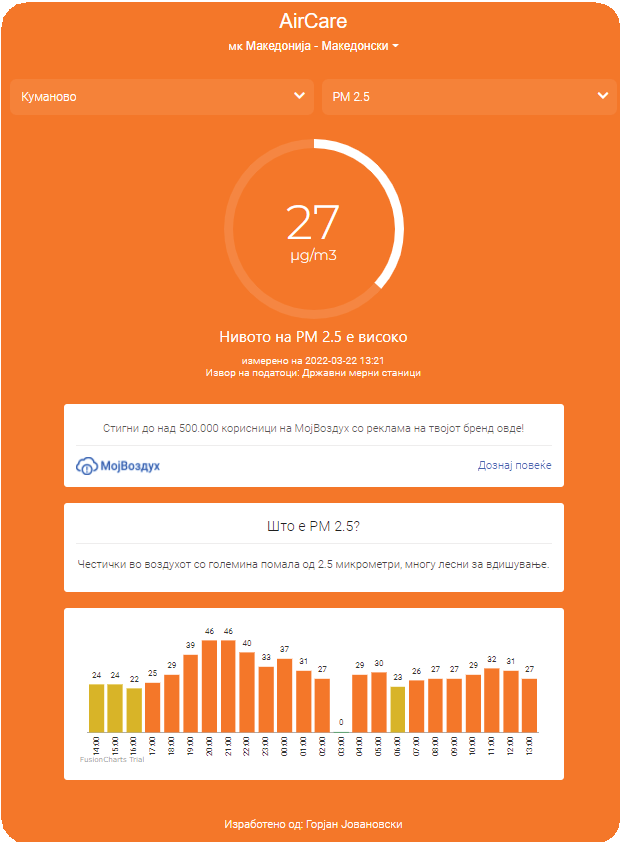 AirCare
МК Македонија - Македонски
Куманово
PM 2.5
27
µg/m3
Нивото на PM 2.5 е високо
измерено на 2022-03-22 13:21
Извор на податоци: Државни мерни станици
Стигни до над 500.000 корисници на МојВоздух со реклама на твојот бренд овде!
МојВоздух
Дознај повеќе
Што е PM 2.5?
Честички во воздухот со големина помала од 2.5 микрометри, многу лесни за вдишување.
24 24 22 25 29 39 46 46 40 33 37 31 27 0 29 30 23 26 27 27 29 32 31 27
14:00 15:00 16:00 17:00 18:00 19:00 20:00 21:00 22:00 23:00 00:00 01:00 02:00 03:00 04:00 05:00 06:00 07:00 08:00 09:00 10:00 11:00 12:00 13:00
FusionCharts Trial
Изработено од: Горјан Јовановски